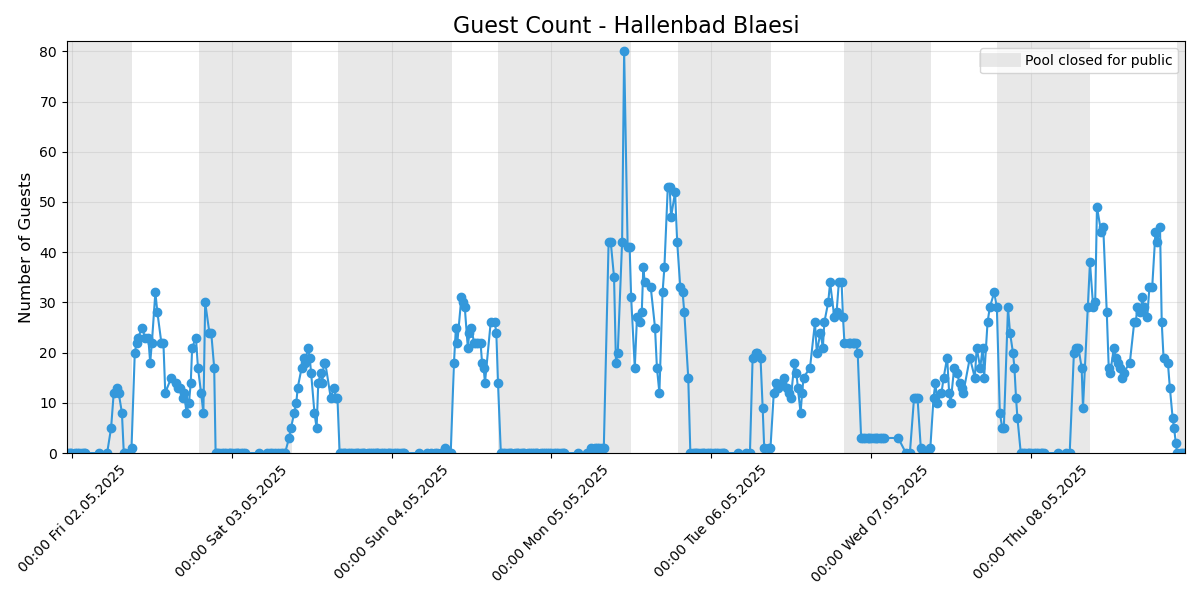 Guest Count - Hallenbad Blaesi
Pool closed for public
Number of Guests
80
70
60
50
40
30
20
10
0
00:00 Fri 02.05.2025
00:00 Sat 03.05.2025
00:00 Sun 04.05.2025
00:00 Mon 05.05.2025
00:00 Tue 06.05.2025
00:00 Wed 07.05.2025
00:00 Thu 08.05.2025